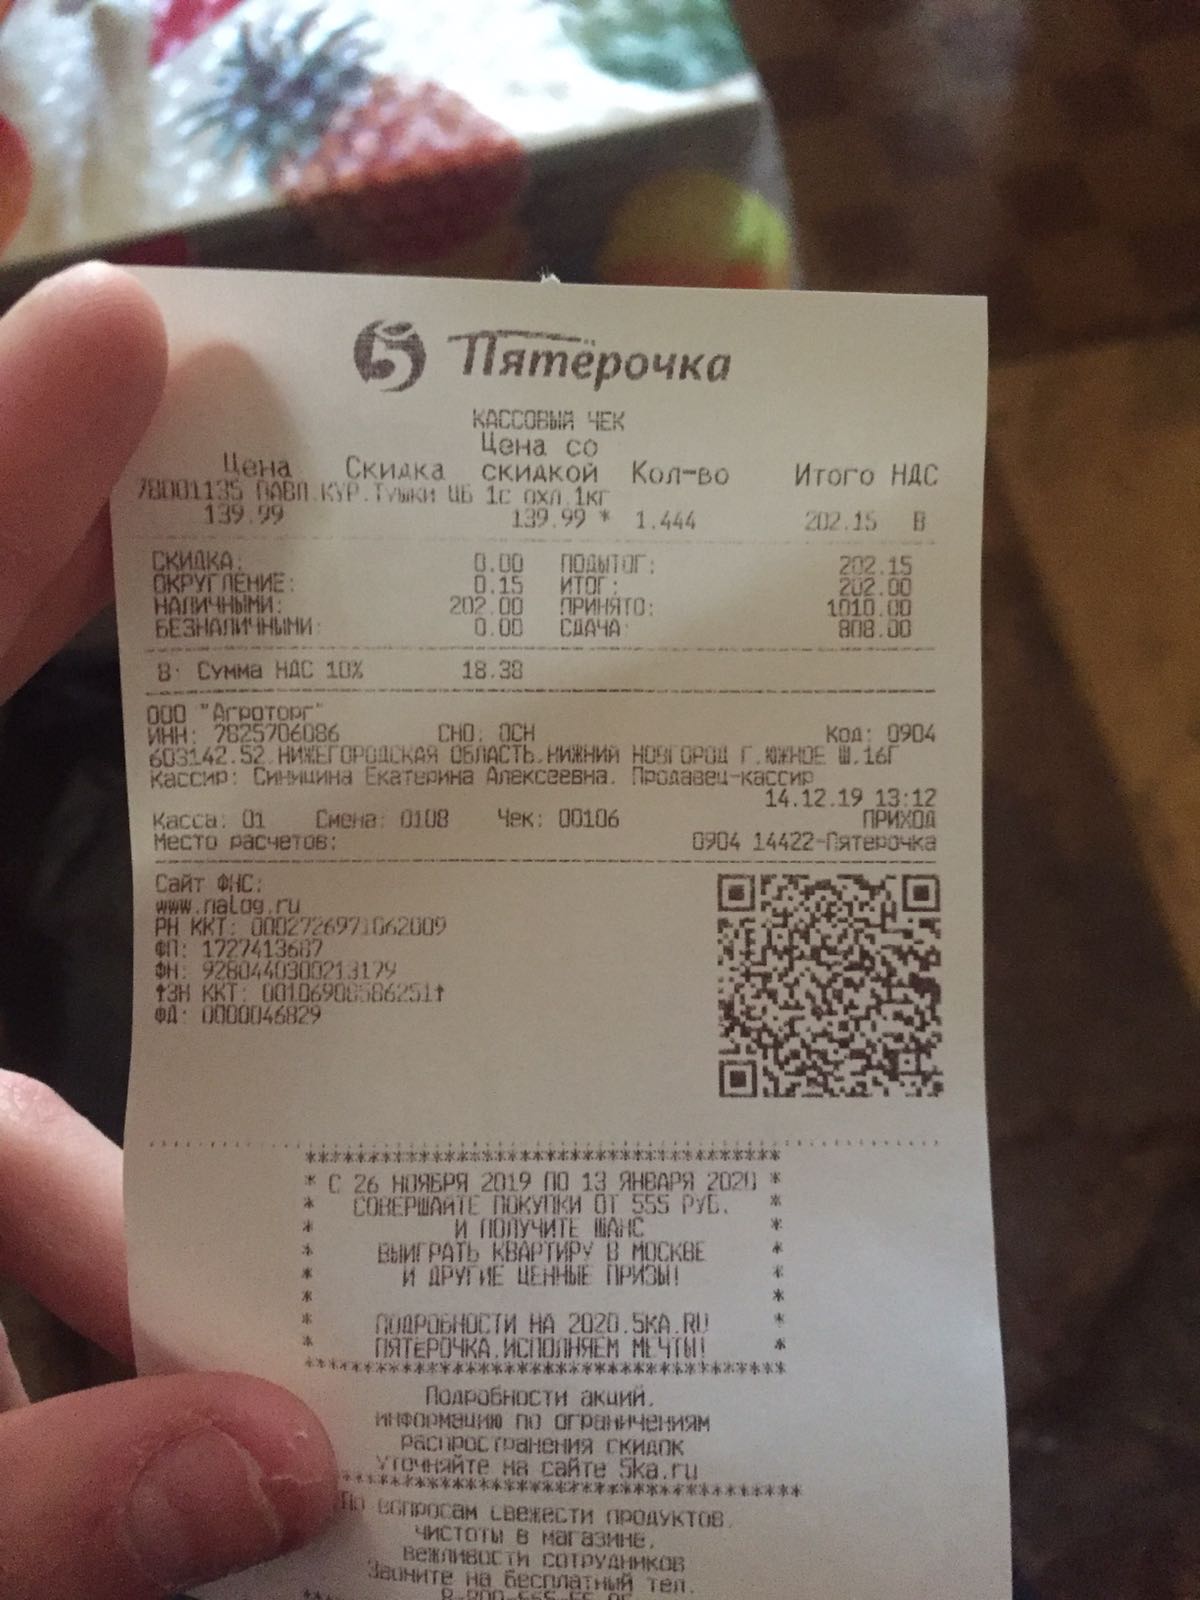 5 Пятёрочка
КАССОВЫЙ ЧЕК
Цена со
Цена Скидка скидкой Кол-во Итого НДС
78001135 ПАВЛ.КУР.Тушки ЦБ 1с охл.1кг
139.99 139.99 * 1.444 202.15 В
СКИДКА: 0.00 ПОДЫТОГ: 202.15
ОКРУГЛЕНИЕ: 0.15 ИТОГ: 202.00
НАЛИЧНЫМИ: 202.00 ПРИНЯТО: 1010.00
БЕЗНАЛИЧНЫМИ: 0.00 СДАЧА: 808.00
В: Сумма НДС 10% 18.38
ООО "Агроторг"
ИНН: 7825706086 СНО: ОСН Код: 0904
603142.52.НИЖЕГОРОДСКАЯ ОБЛАСТЬ.НИЖНИЙ НОВГОРОД Г.ЮЖНОЕ Ш.16Г
Кассир: Синицина Екатерина Алексеевна. Продавец-кассир
14.12.19 13:12
Касса: 01 Смена: 0108 Чек: 00106 ПРИХОД
Место расчетов: 0904 14422-Пятерочка
Сайт ФНС:
www.nalog.ru
РН ККТ: 0002726971062009
ФП: 1727413687
ФН: 9280440300213179
↑ЗН ККТ: 00106908586251↑
ФД: 0000046829
****************************************
* С 26 НОЯБРЯ 2019 ПО 13 ЯНВАРЯ 2020 *
* СОВЕРШАЙТЕ ПОКУПКИ ОТ 555 РУБ. *
* И ПОЛУЧИТЕ ШАНС *
* ВЫИГРАТЬ КВАРТИРУ В МОСКВЕ *
* И ДРУГИЕ ЦЕННЫЕ ПРИЗЫ! *
* *
* ПОДРОБНОСТИ НА 2020.5KA.RU *
* ПЯТЕРОЧКА.ИСПОЛНЯЕМ МЕЧТЫ! *
****************************************
Подробности акций,
информацию по ограничениям
распространения скидок
Уточняйте на сайте 5ka.ru
****************************************
По вопросам свежести продуктов,
чистоты в магазине,
вежливости сотрудников
Звоните на бесплатный тел.